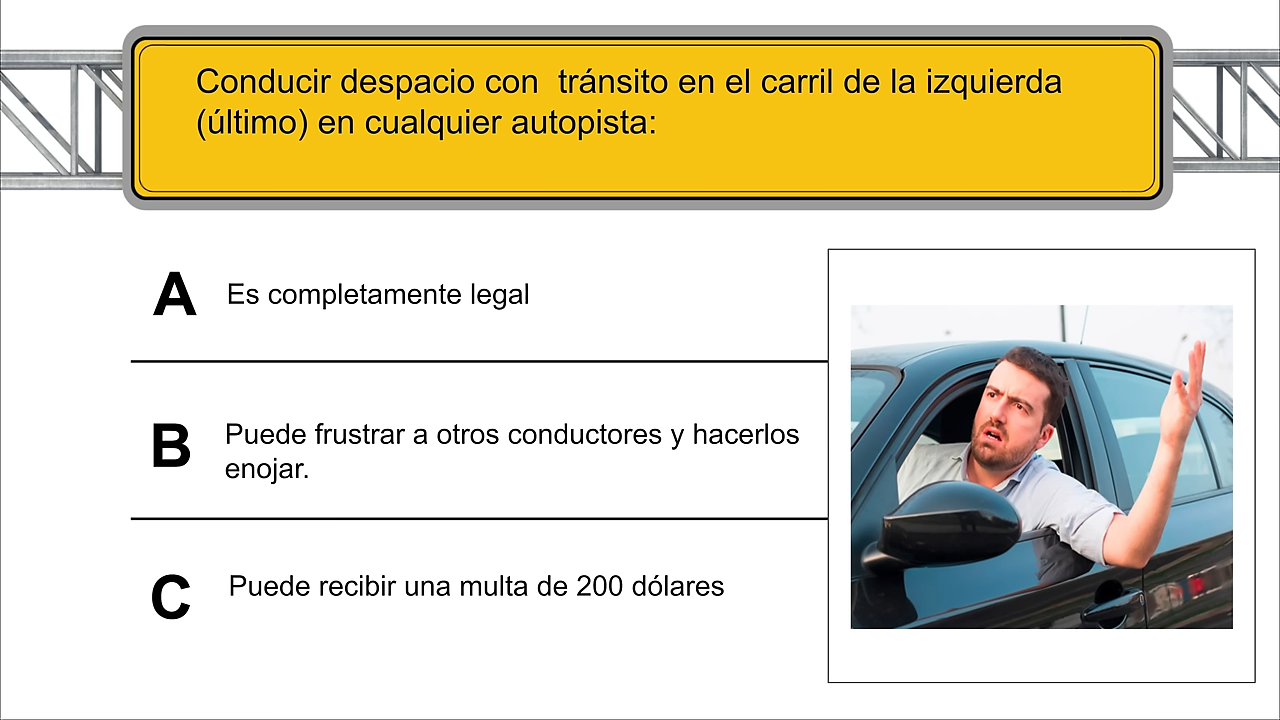 Conducir despacio con  tránsito en el carril de la izquierda
(último) en cualquier autopista:
A Es completamente legal
B Puede frustrar a otros conductores y hacerlos
enojar.
C Puede recibir una multa de 200 dólares